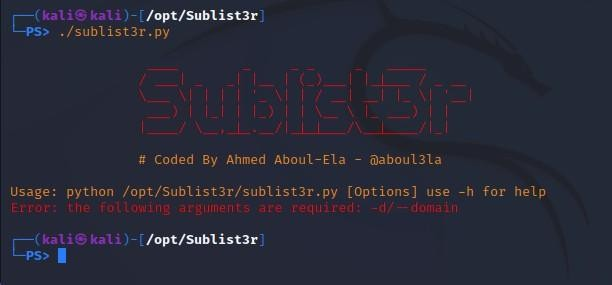 (kali㉿kali)-[/opt/Sublist3r]
PS> ./sublist3r.py
Sublist3r
# Coded By Ahmed Aboul-Ela - @aboul3la
Usage: python /opt/Sublist3r/sublist3r.py [Options] use -h for help
Error: the following arguments are required: -d/--domain
(kali㉿kali)-[/opt/Sublist3r]
PS>